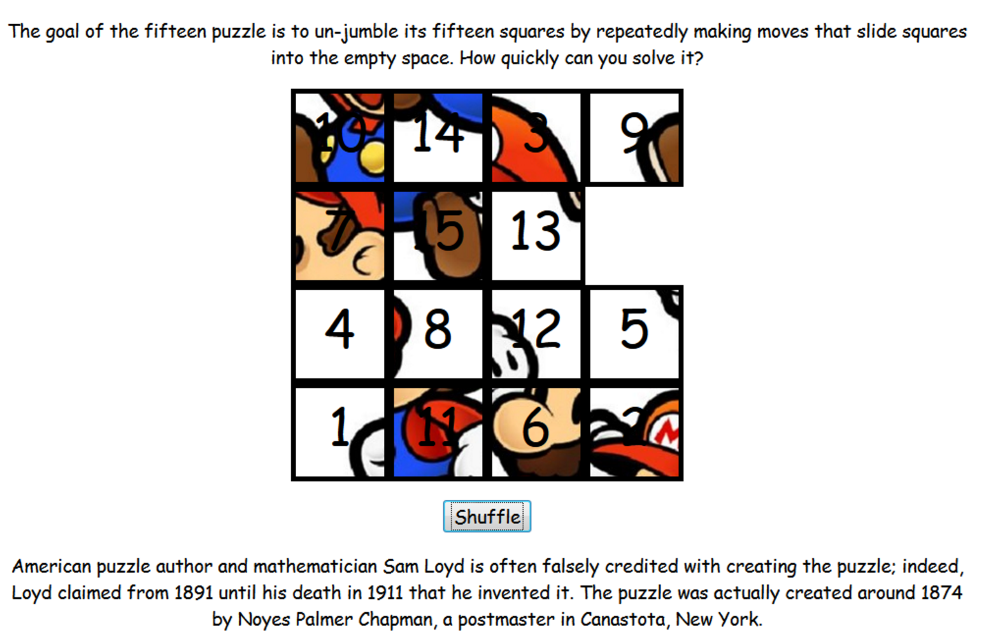 The goal of the fifteen puzzle is to un-jumble its fifteen squares by repeatedly making moves that slide squares
into the empty space. How quickly can you solve it?
10 14 3 9
7 15 13
4 8 12 5
1 11 6 2
Shuffle
American puzzle author and mathematician Sam Loyd is often falsely credited with creating the puzzle; indeed,
Loyd claimed from 1891 until his death in 1911 that he invented it. The puzzle was actually created around 1874
by Noyes Palmer Chapman, a postmaster in Canastota, New York.